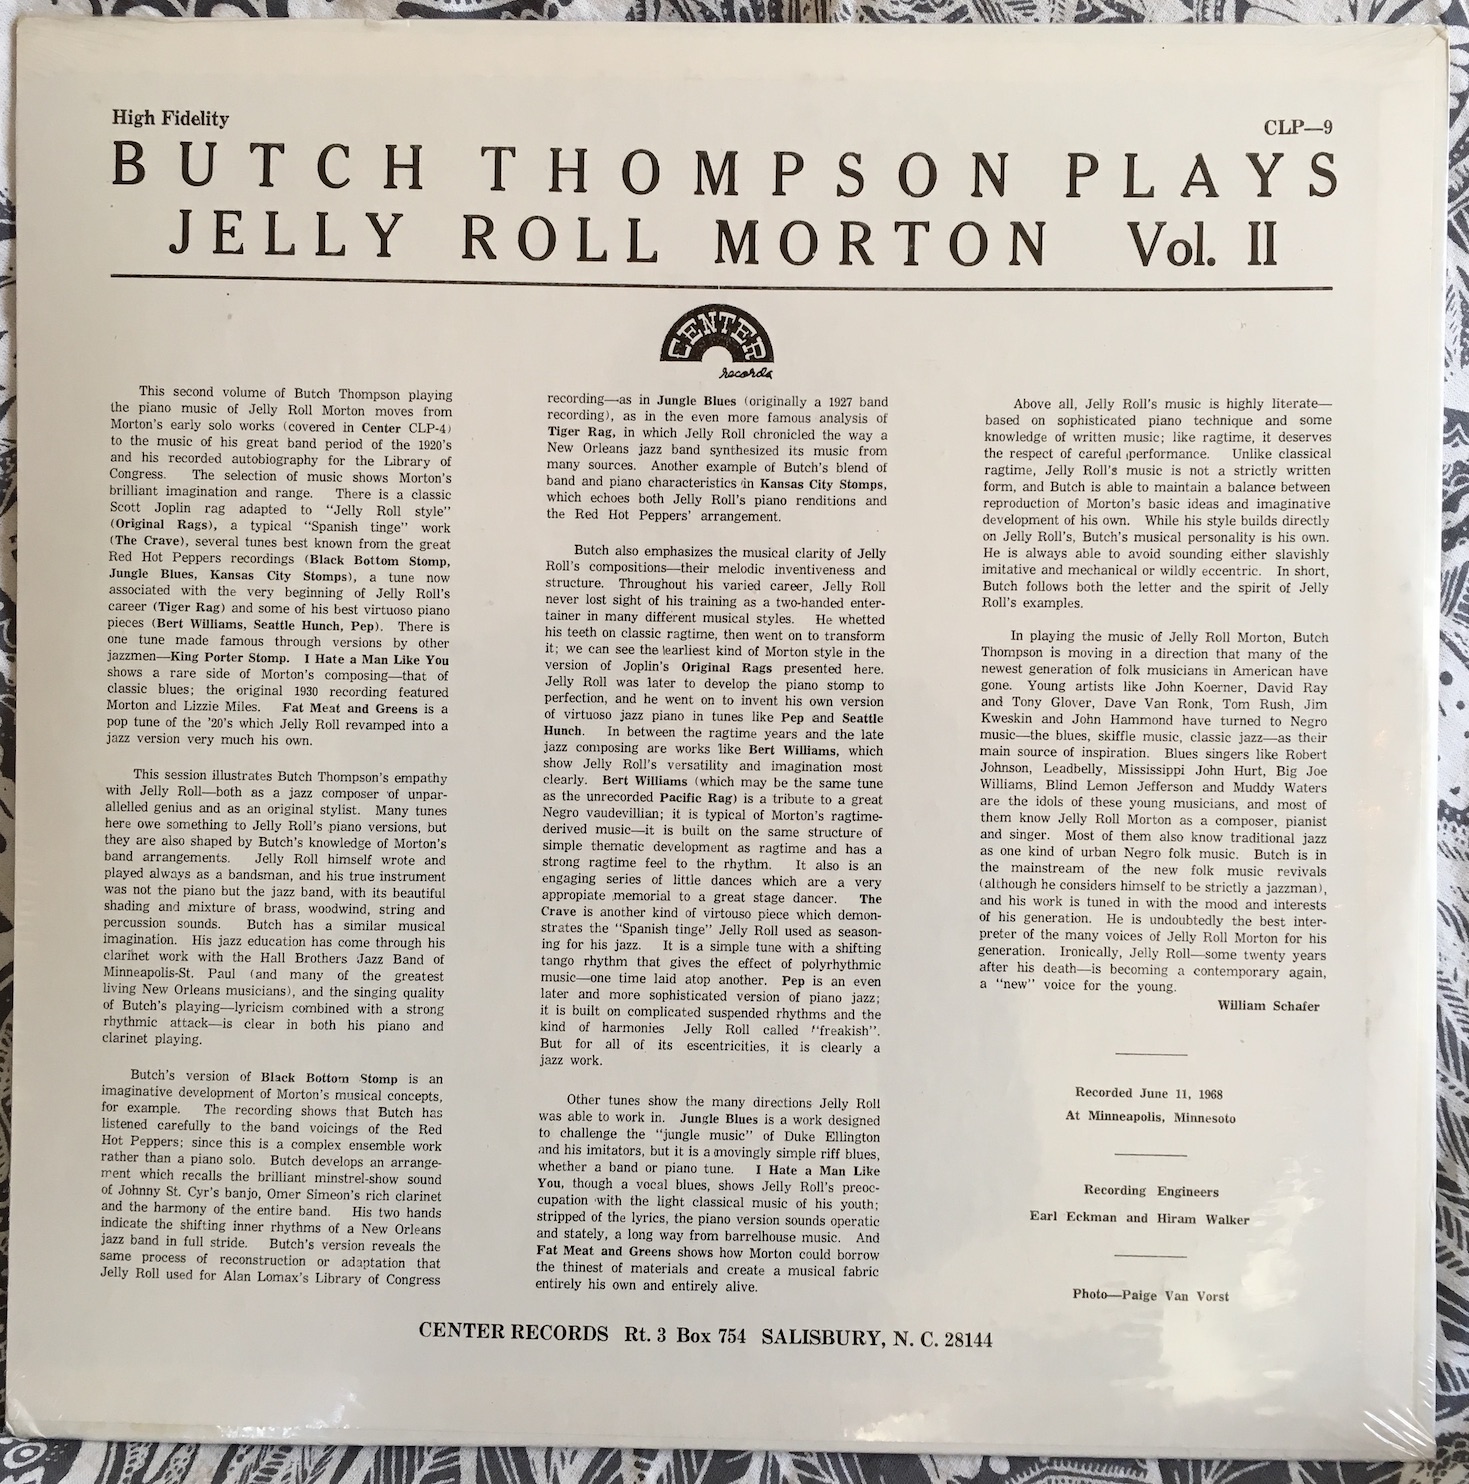 High Fidelity
CLP—9
BUTCH THOMPSON PLAYS
JELLY ROLL MORTON Vol. II
CENTER
records
This second volume of Butch Thompson playing
the piano music of Jelly Roll Morton moves from
Morton's early solo works (covered in Center CLP-4)
to the music of his great band period of the 1920's
and his recorded autobiography for the Library of
Congress. The selection of music shows Morton's
brilliant imagination and range. There is a classic
Scott Joplin rag adapted to "Jelly Roll style"
(Original Rags), a typical "Spanish tinge" work
(The Crave), several tunes best known from the great
Red Hot Peppers recordings (Black Bottom Stomp,
Jungle Blues, Kansas City Stomps), a tune now
associated with the very beginning of Jelly Roll's
career (Tiger Rag) and some of his best virtuoso piano
pieces (Bert Williams, Seattle Hunch, Pep). There is
one tune made famous through versions by other
jazzmen—King Porter Stomp. I Hate a Man Like You
shows a rare side of Morton's composing—that of
classic blues; the original 1930 recording featured
Morton and Lizzie Miles. Fat Meat and Greens is a
pop tune of the '20's which Jelly Roll revamped into a
jazz version very much his own.
This session illustrates Butch Thompson's empathy
with Jelly Roll—both as a jazz composer of unpar-
allelled genius and as an original stylist. Many tunes
here owe something to Jelly Roll's piano versions, but
they are also shaped by Butch's knowledge of Morton's
band arrangements. Jelly Roll himself wrote and
played always as a bandsman, and his true instrument
was not the piano but the jazz band, with its beautiful
shading and mixture of brass, woodwind, string and
percussion sounds. Butch has a similar musical
imagination. His jazz education has come through his
clarinet work with the Hall Brothers Jazz Band of
Minneapolis-St. Paul (and many of the greatest
living New Orleans musicians), and the singing quality
of Butch's playing—lyricism combined with a strong
rhythmic attack—is clear in both his piano and
clarinet playing.
Butch's version of Black Bottom Stomp is an
imaginative development of Morton's musical concepts,
for example. The recording shows that Butch has
listened carefully to the band voicings of the Red
Hot Peppers; since this is a complex ensemble work
rather than a piano solo. Butch develops an arrange-
ment which recalls the brilliant minstrel-show sound
of Johnny St. Cyr's banjo, Omer Simeon's rich clarinet
and the harmony of the entire band. His two hands
indicate the shifting inner rhythms of a New Orleans
jazz band in full stride. Butch's version reveals the
same process of reconstruction or adaptation that
Jelly Roll used for Alan Lomax's Library of Congress
recording—as in Jungle Blues (originally a 1927 band
recording), as in the even more famous analysis of
Tiger Rag, in which Jelly Roll chronicled the way a
New Orleans jazz band synthesized its music from
many sources. Another example of Butch's blend of
band and piano characteristics in Kansas City Stomps,
which echoes both Jelly Roll's piano renditions and
the Red Hot Peppers' arrangement.
Butch also emphasizes the musical clarity of Jelly
Roll's compositions—their melodic inventiveness and
structure. Throughout his varied career, Jelly Roll
never lost sight of his training as a two-handed enter-
tainer in many different musical styles. He whetted
his teeth on classic ragtime, then went on to transform
it; we can see the earliest kind of Morton style in the
version of Joplin's Original Rags presented here.
Jelly Roll was later to develop the piano stomp to
perfection, and he went on to invent his own version
of virtuoso jazz piano in tunes like Pep and Seattle
Hunch. In between the ragtime years and the late
jazz composing are works like Bert Williams, which
show Jelly Roll's versatility and imagination most
clearly. Bert Williams (which may be the same tune
as the unrecorded Pacific Rag) is a tribute to a great
Negro vaudevillian; it is typical of Morton's ragtime-
derived music—it is built on the same structure of
simple thematic development as ragtime and has a
strong ragtime feel to the rhythm. It also is an
engaging series of little dances which are a very
appropiate memorial to a great stage dancer. The
Crave is another kind of virtouso piece which demon-
strates the "Spanish tinge" Jelly Roll used as season-
ing for his jazz. It is a simple tune with a shifting
tango rhythm that gives the effect of polyrhythmic
music—one time laid atop another. Pep is an even
later and more sophisticated version of piano jazz;
it is built on complicated suspended rhythms and the
kind of harmonies Jelly Roll called "freakish".
But for all of its escentricities, it is clearly a
jazz work.
Other tunes show the many directions Jelly Roll
was able to work in. Jungle Blues is a work designed
to challenge the "jungle music" of Duke Ellington
and his imitators, but it is a movingly simple riff blues,
whether a band or piano tune. I Hate a Man Like
You, though a vocal blues, shows Jelly Roll's preoc-
cupation with the light classical music of his youth;
stripped of the lyrics, the piano version sounds operatic
and stately, a long way from barrelhouse music. And
Fat Meat and Greens shows how Morton could borrow
the thinest of materials and create a musical fabric
entirely his own and entirely alive.
Above all, Jelly Roll's music is highly literate—
based on sophisticated piano technique and some
knowledge of written music; like ragtime, it deserves
the respect of careful performance. Unlike classical
ragtime, Jelly Roll's music is not a strictly written
form, and Butch is able to maintain a balance between
reproduction of Morton's basic ideas and imaginative
development of his own. While his style builds directly
on Jelly Roll's, Butch's musical personality is his own.
He is always able to avoid sounding either slavishly
imitative and mechanical or wildly eccentric. In short,
Butch follows both the letter and the spirit of Jelly
Roll's examples.
In playing the music of Jelly Roll Morton, Butch
Thompson is moving in a direction that many of the
newest generation of folk musicians in American have
gone. Young artists like John Koerner, David Ray
and Tony Glover, Dave Van Ronk, Tom Rush, Jim
Kweskin and John Hammond have turned to Negro
music—the blues, skiffle music, classic jazz—as their
main source of inspiration. Blues singers like Robert
Johnson, Leadbelly, Mississippi John Hurt, Big Joe
Williams, Blind Lemon Jefferson and Muddy Waters
are the idols of these young musicians, and most of
them know Jelly Roll Morton as a composer, pianist
and singer. Most of them also know traditional jazz
as one kind of urban Negro folk music. Butch is in
the mainstream of the new folk music revivals
(although he considers himself to be strictly a jazzman),
and his work is tuned in with the mood and interests
of his generation. He is undoubtedly the best inter-
preter of the many voices of Jelly Roll Morton for his
generation. Ironically, Jelly Roll—some twenty years
after his death—is becoming a contemporary again,
a "new" voice for the young.
William Schafer
Recorded June 11, 1968
At Minneapolis, Minnesoto
Recording Engineers
Earl Eckman and Hiram Walker
Photo—Paige Van Vorst
CENTER RECORDS Rt. 3 Box 754 SALISBURY, N. C. 28144